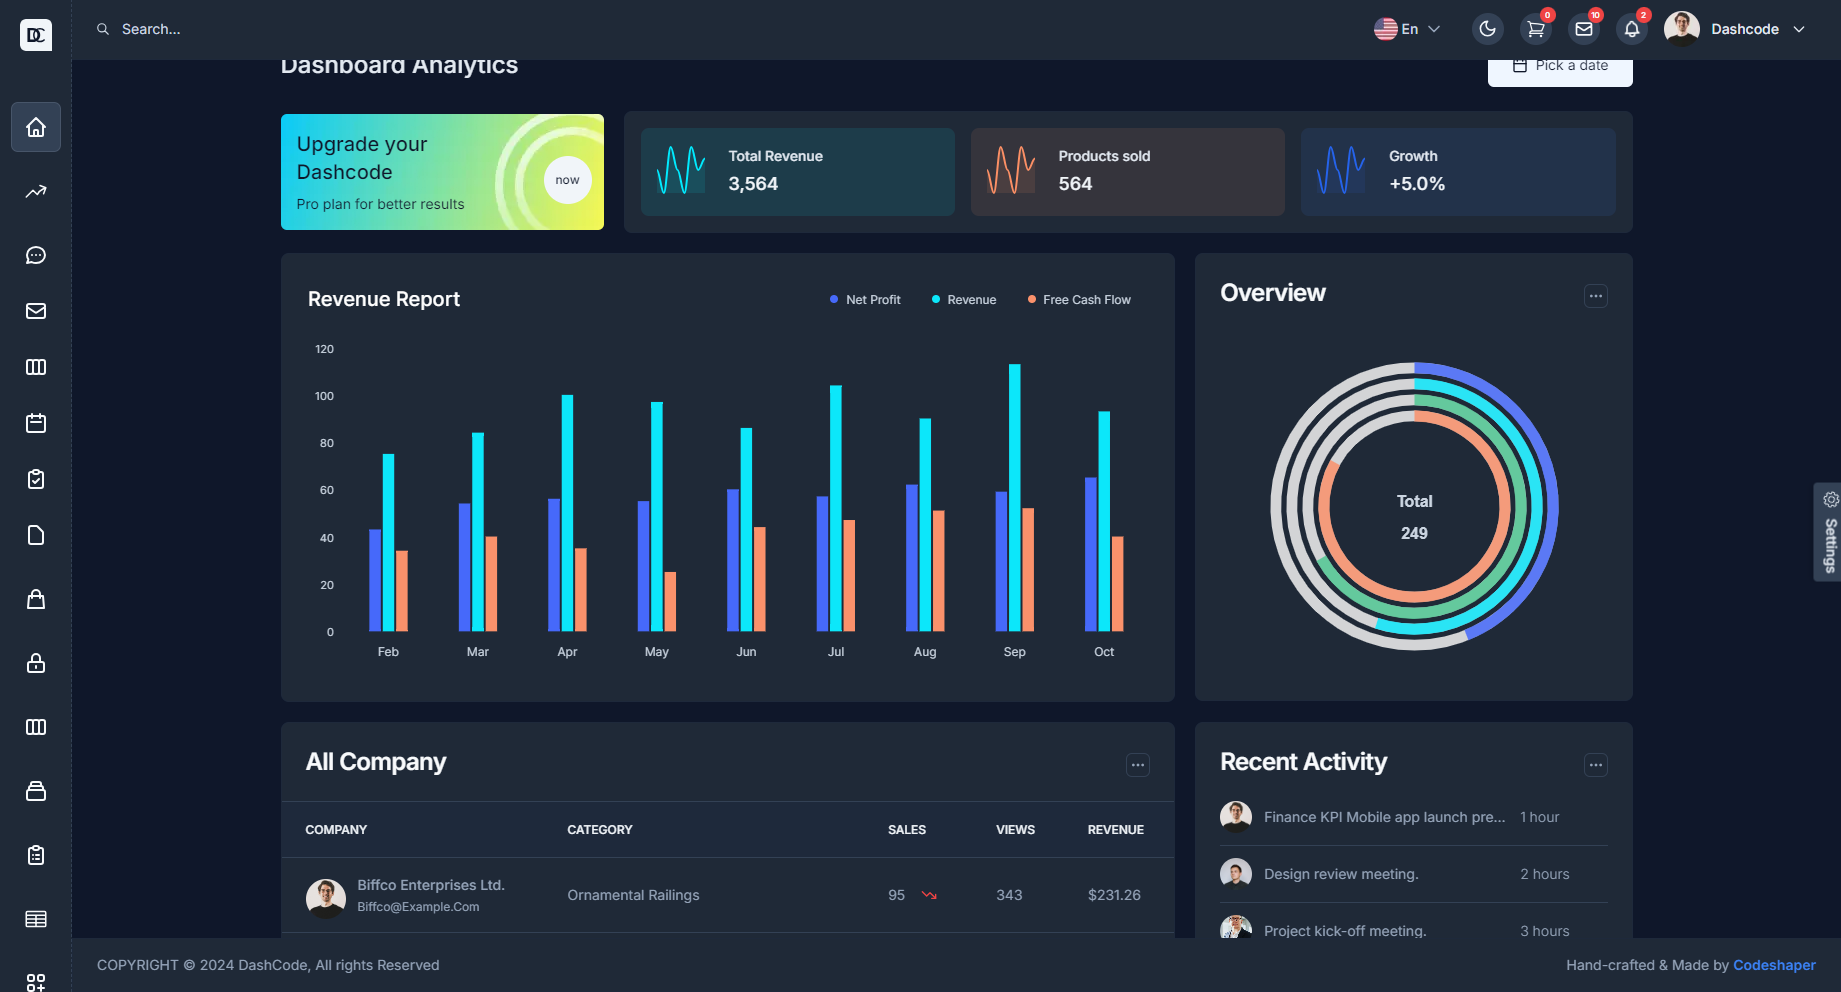 DC
Search...
En
0
10
2
Dashcode
Dashboard Analytics
Pick a date
Upgrade your
Dashcode
Pro plan for better results
now
Total Revenue
3,564
Products sold
564
Growth
+5.0%
Revenue Report
Net Profit
Revenue
Free Cash Flow
120
100
80
60
40
20
0
Feb
Mar
Apr
May
Jun
Jul
Aug
Sep
Oct
Overview
Total
249
Settings
All Company
COMPANY
CATEGORY
SALES
VIEWS
REVENUE
Biffco Enterprises Ltd.
Biffco@Example.Com
Ornamental Railings
95
343
$231.26
Recent Activity
Finance KPI Mobile app launch pre...
1 hour
Design review meeting.
2 hours
Project kick-off meeting.
3 hours
COPYRIGHT © 2024 DashCode, All rights Reserved
Hand-crafted & Made by Codeshaper